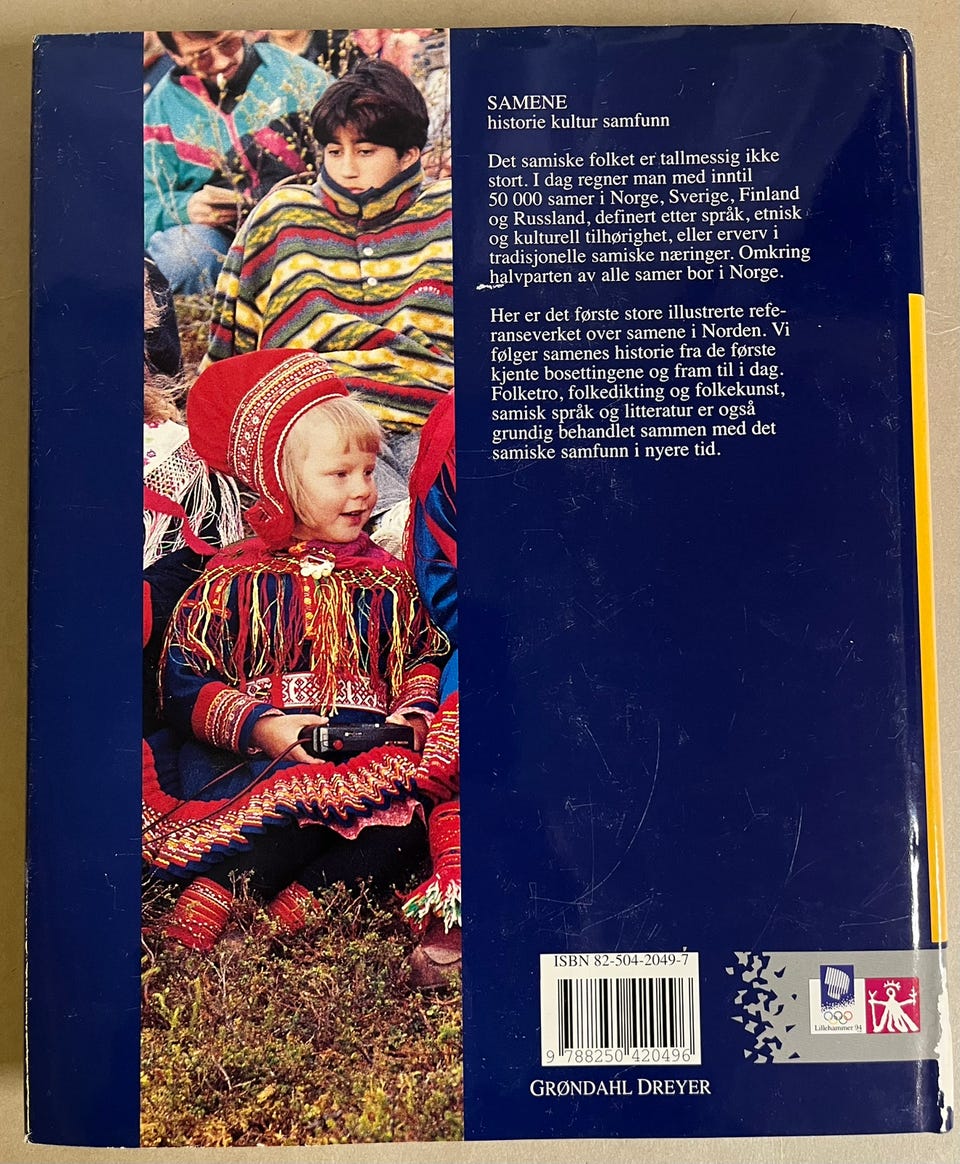 SAMENE
historie kultur samfunn
Det samiske folket er tallmessig ikke
stort. I dag regner man med inntil
50 000 samer i Norge, Sverige, Finland
og Russland, definert etter språk, etnisk
og kulturell tilhørighet, eller erverv i
tradisjonelle samiske næringer. Omkring
halvparten av alle samer bor i Norge.
Her er det første store illustrerte refe-
ranseverket over samene i Norden. Vi
følger samenes historie fra de første
kjente bosettingene og fram til i dag.
Folketro, folkedikting og folkekunst,
samisk språk og litteratur er også
grundig behandlet sammen med det
samiske samfunn i nyere tid.
ISBN 82-504-2049-7
9 788250 420496
GRØNDAHL DREYER
Lillehammer '94